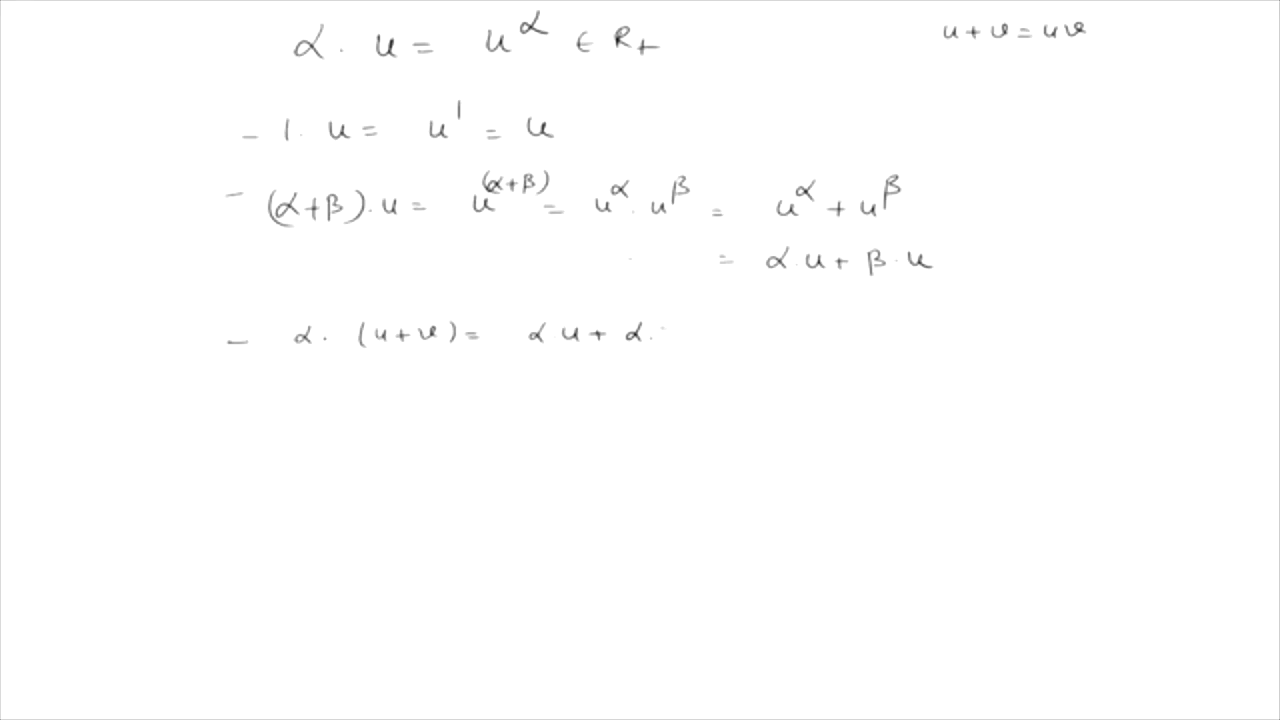 α . u = u^α ∈ R+ u + v = uv
- 1. u = u^1 = u
- (α+β).u = u^(α+β) = u^α . u^β = u^α + u^β
= α.u + β.u
- α. (u+v) = α u + α.